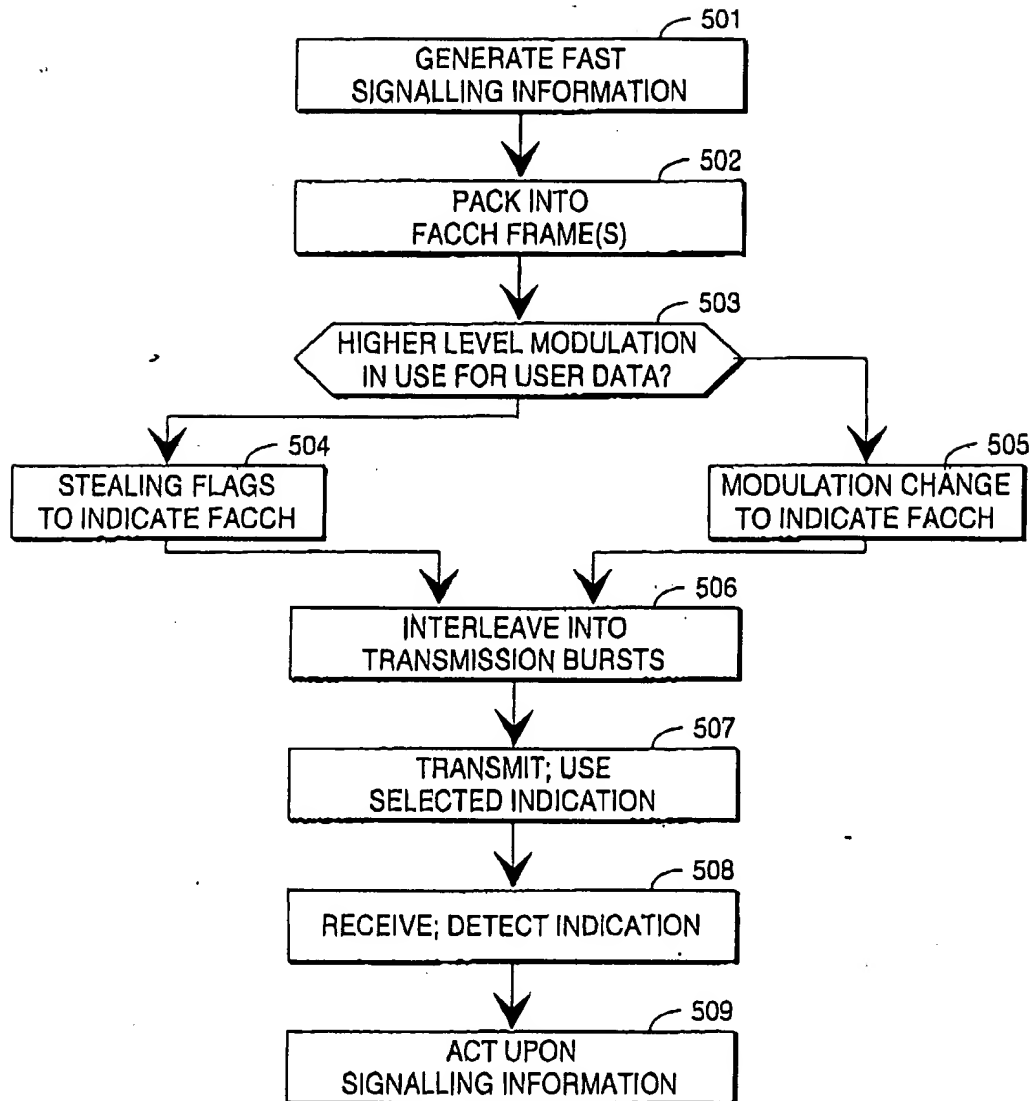 501
GENERATE FAST
SIGNALLING INFORMATION
502
PACK INTO
FACCH FRAME(S)
503
HIGHER LEVEL MODULATION
IN USE FOR USER DATA?
504
STEALING FLAGS
TO INDICATE FACCH
505
MODULATION CHANGE
TO INDICATE FACCH
506
INTERLEAVE INTO
TRANSMISSION BURSTS
507
TRANSMIT; USE
SELECTED INDICATION
508
RECEIVE; DETECT INDICATION
509
ACT UPON
SIGNALLING INFORMATION